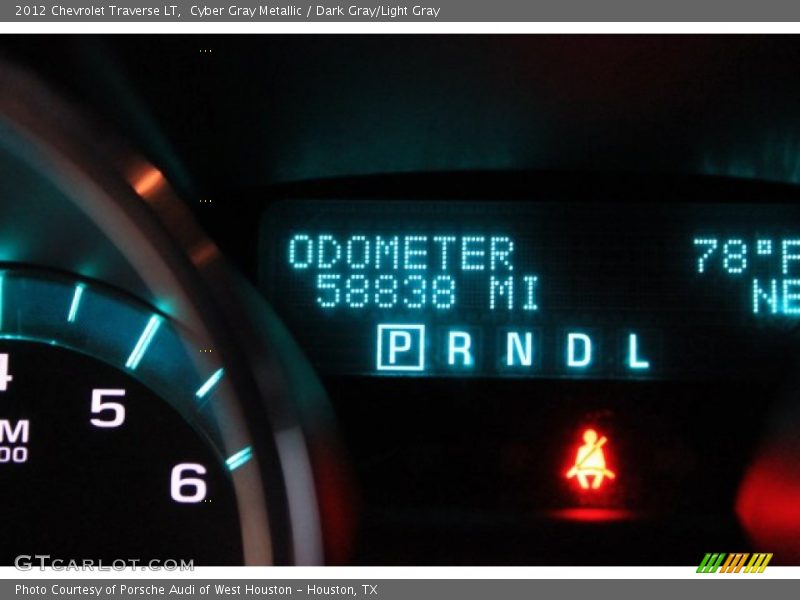 2012 Chevrolet Traverse LT,  Cyber Gray Metallic / Dark Gray/Light Gray
ODOMETER 78°F
58838 MI NE
P R N D L
4
5
6
GTCARLOT.COM
Photo Courtesy of Porsche Audi of West Houston - Houston, TX